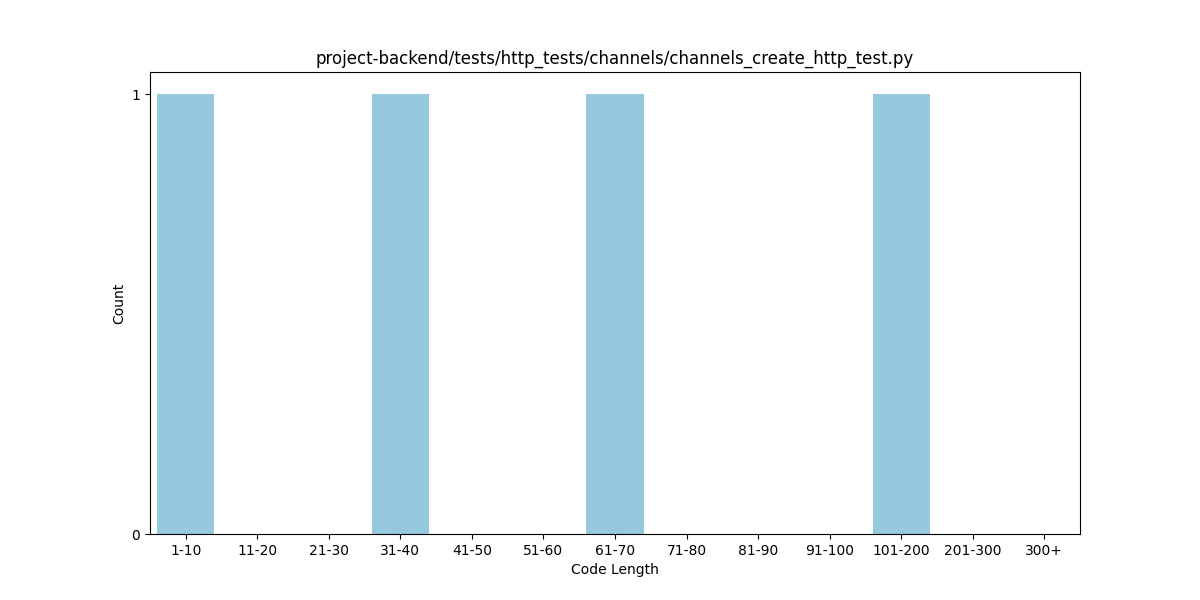 project-backend/tests/http_tests/channels/channels_create_http_test.py
1
Count
0
1-10 11-20 21-30 31-40 41-50 51-60 61-70 71-80 81-90 91-100 101-200 201-300 300+
Code Length